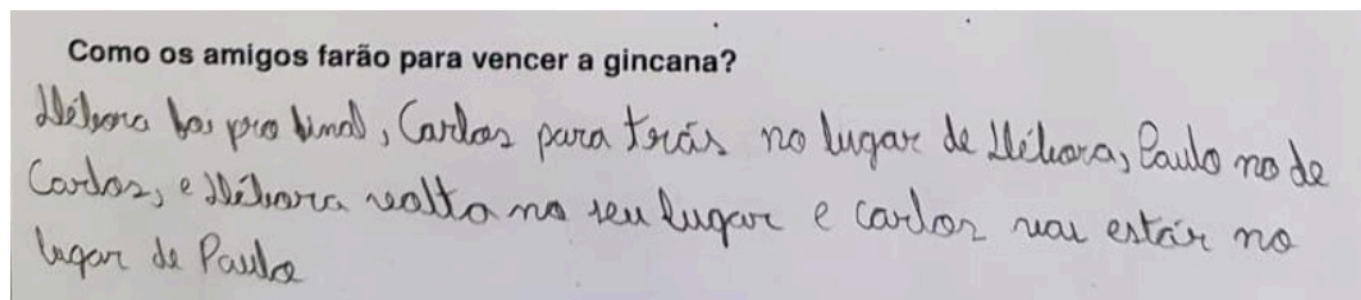 Como os amigos farão para vencer a gincana?
Débora vai pro final, Carlos para trás no lugar de Débora, Paulo no de
Carlos, e Débora volta no seu lugar e carlos vai estár no
lugar de Paulo